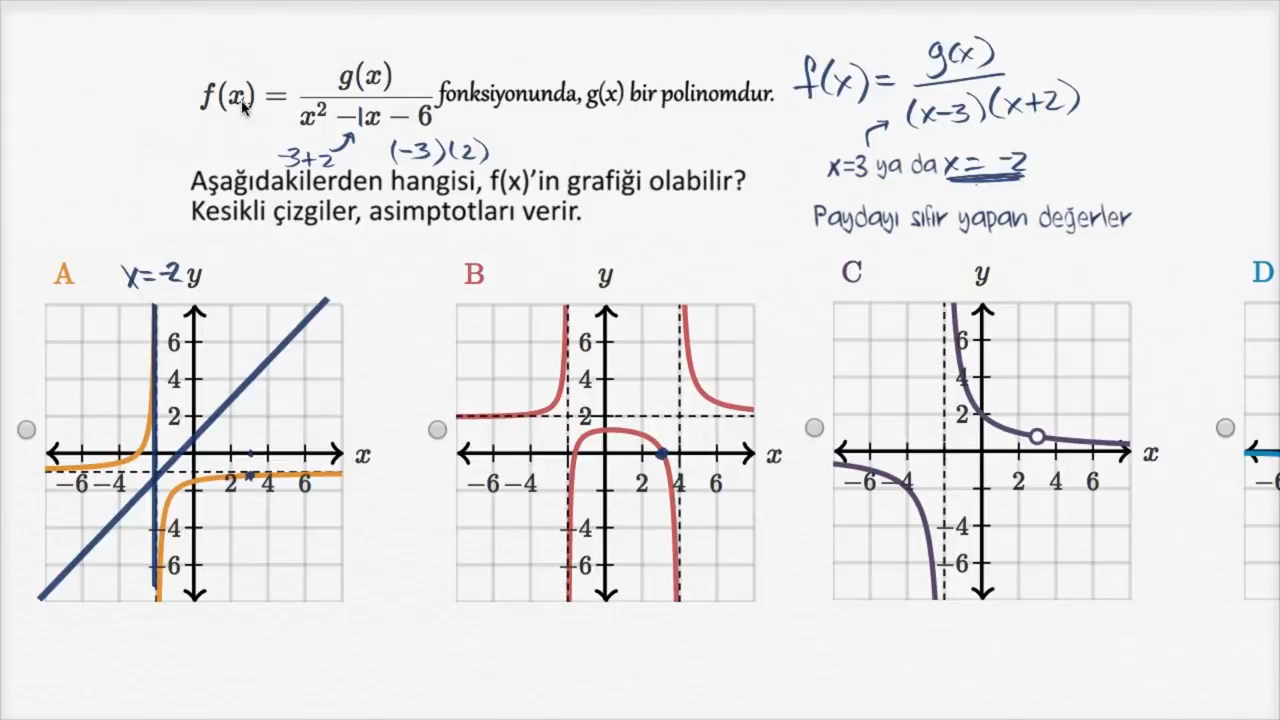 f(x) = g(x) / x² −1x − 6 fonksiyonunda, g(x) bir polinomdur.
-3+2 (-3)(2)
Aşağıdakilerden hangisi, f(x)'in grafiği olabilir?
Kesikli çizgiler, asimptotları verir.
f(x) = g(x) / (x-3)(x+2)
x=3 ya da x = -2
Paydayı sıfır yapan değerler
A
x=-2
y
6
4
2
−6 −4
2 4 6
x
−4
−6
B
y
6
4
2
−6 −4
2 4 6
x
−4
−6
C
y
6
4
2
−6 −4
2 4 6
x
−4
−6
D
−6